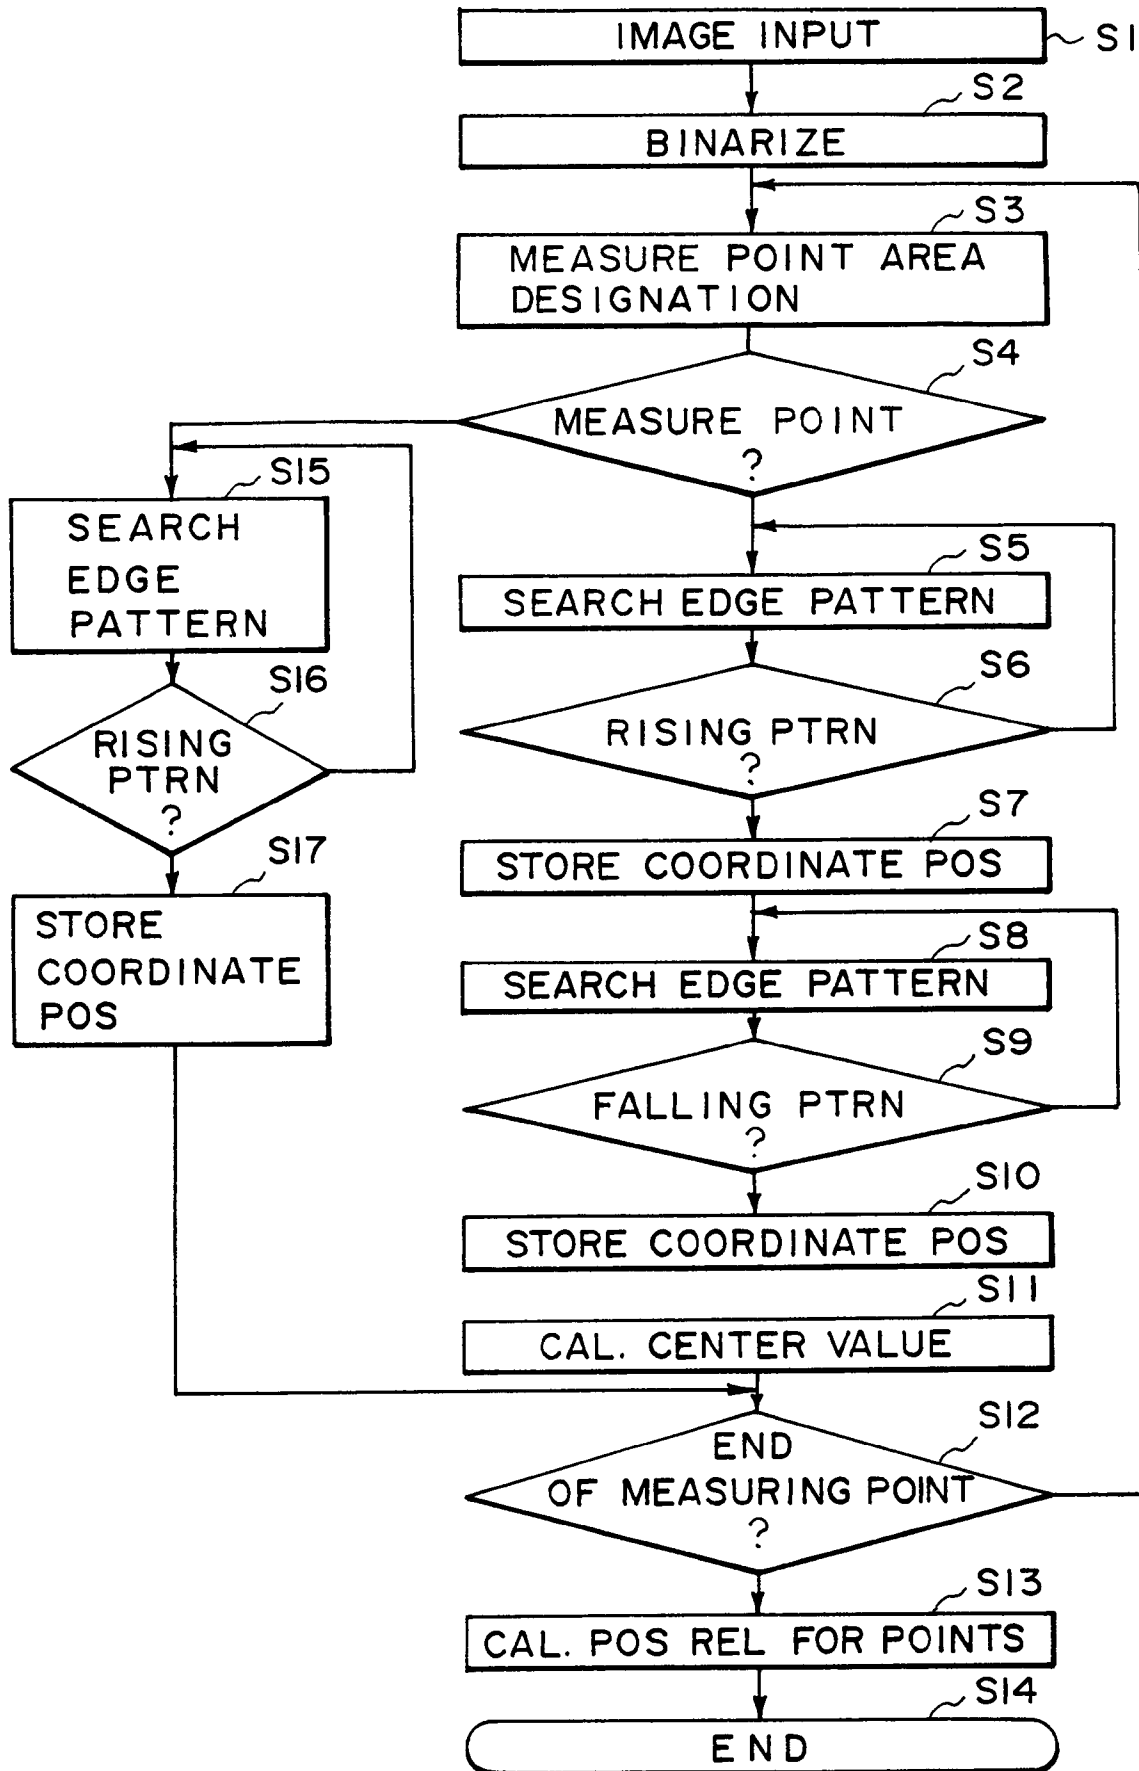 IMAGE INPUT
S1
S2
BINARIZE
S3
MEASURE POINT AREA
DESIGNATION
S4
MEASURE POINT
?
S15
SEARCH
EDGE
PATTERN
S5
SEARCH EDGE PATTERN
S16
RISING
PTRN
?
S6
RISING PTRN
?
S17
STORE
COORDINATE
POS
S7
STORE COORDINATE POS
S8
SEARCH EDGE PATTERN
S9
FALLING PTRN
?
S10
STORE COORDINATE POS
S11
CAL. CENTER VALUE
S12
END
OF MEASURING POINT
?
S13
CAL. POS REL FOR POINTS
S14
END